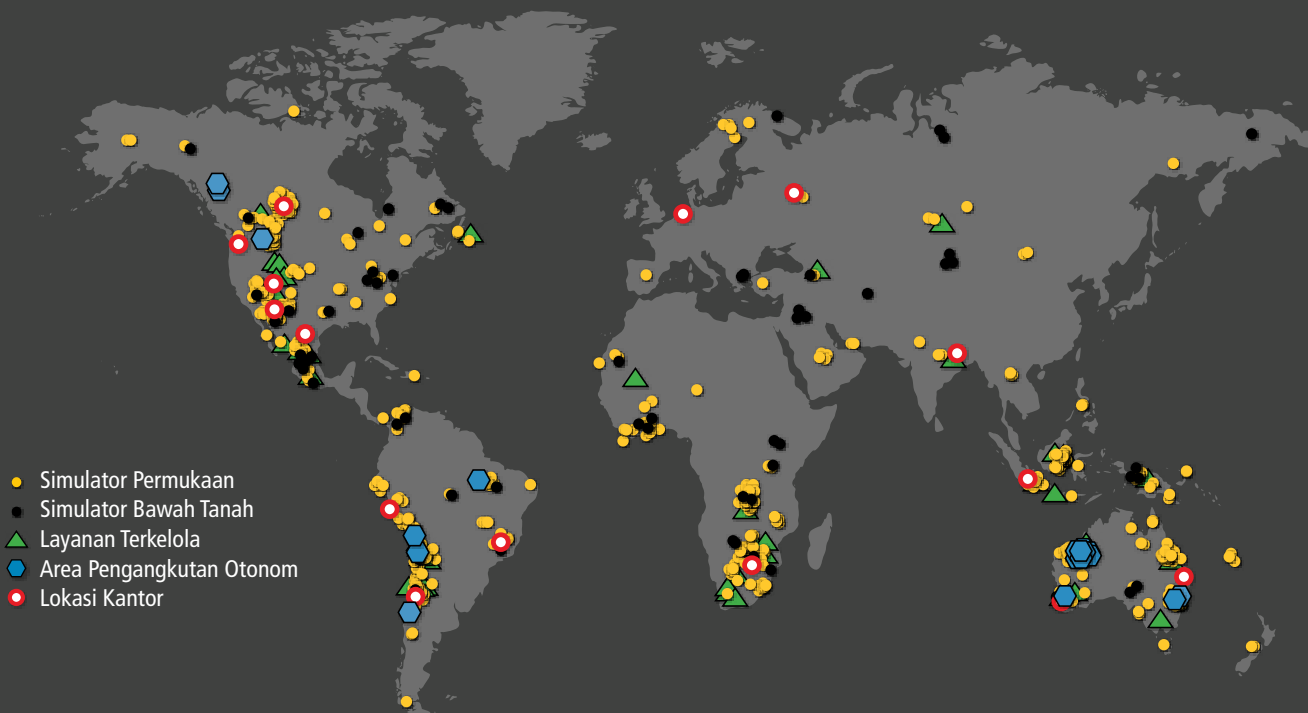 Simulator Permukaan
Simulator Bawah Tanah
Layanan Terkelola
Area Pengangkutan Otonom
Lokasi Kantor